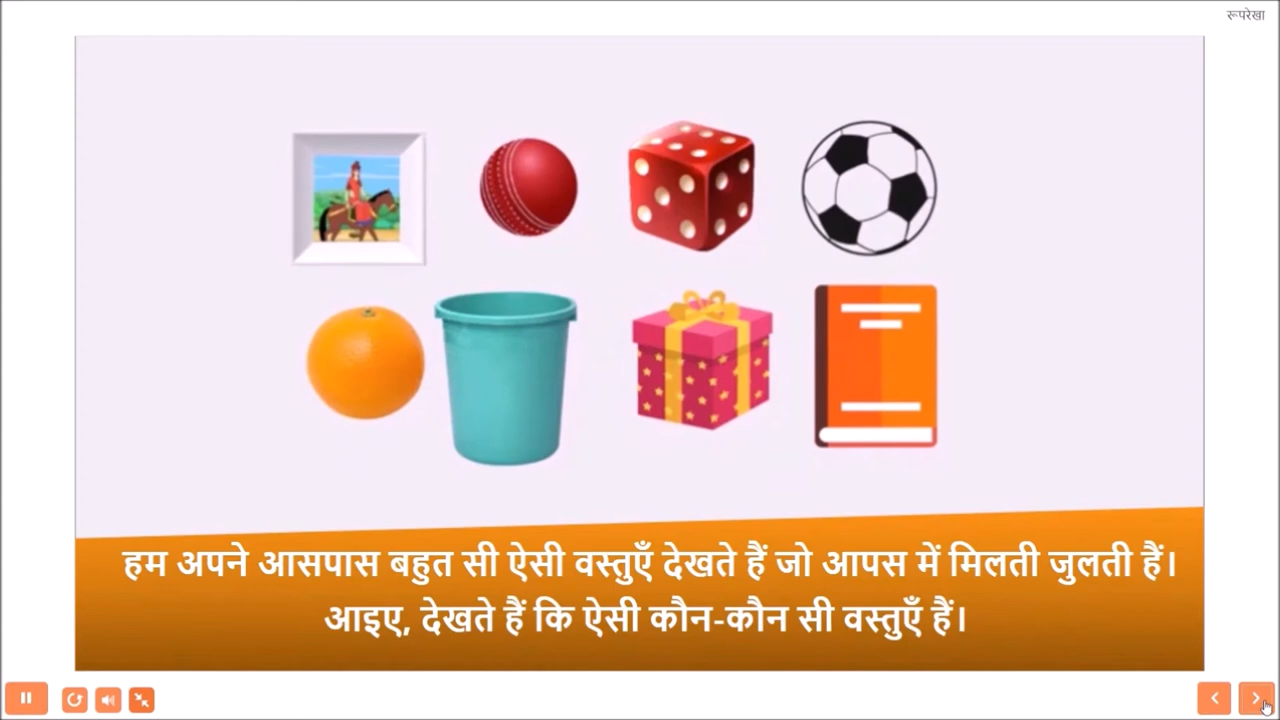 रूपरेखा
हम अपने आसपास बहुत सी ऐसी वस्तुएँ देखते हैं जो आपस में मिलती जुलती हैं।
आइए, देखते हैं कि ऐसी कौन-कौन सी वस्तुएँ हैं।